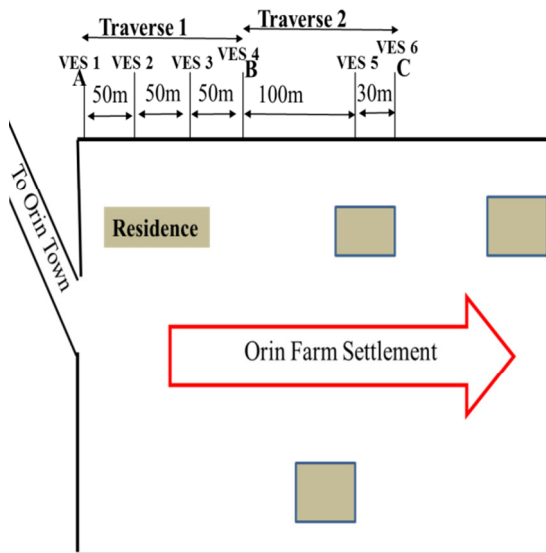 Traverse 1
Traverse 2
VES 1
VES 2
VES 3
VES 4
VES 5
VES 6
A
B
C
50m
50m
50m
100m
30m
To Orin Town
Residence
Orin Farm Settlement